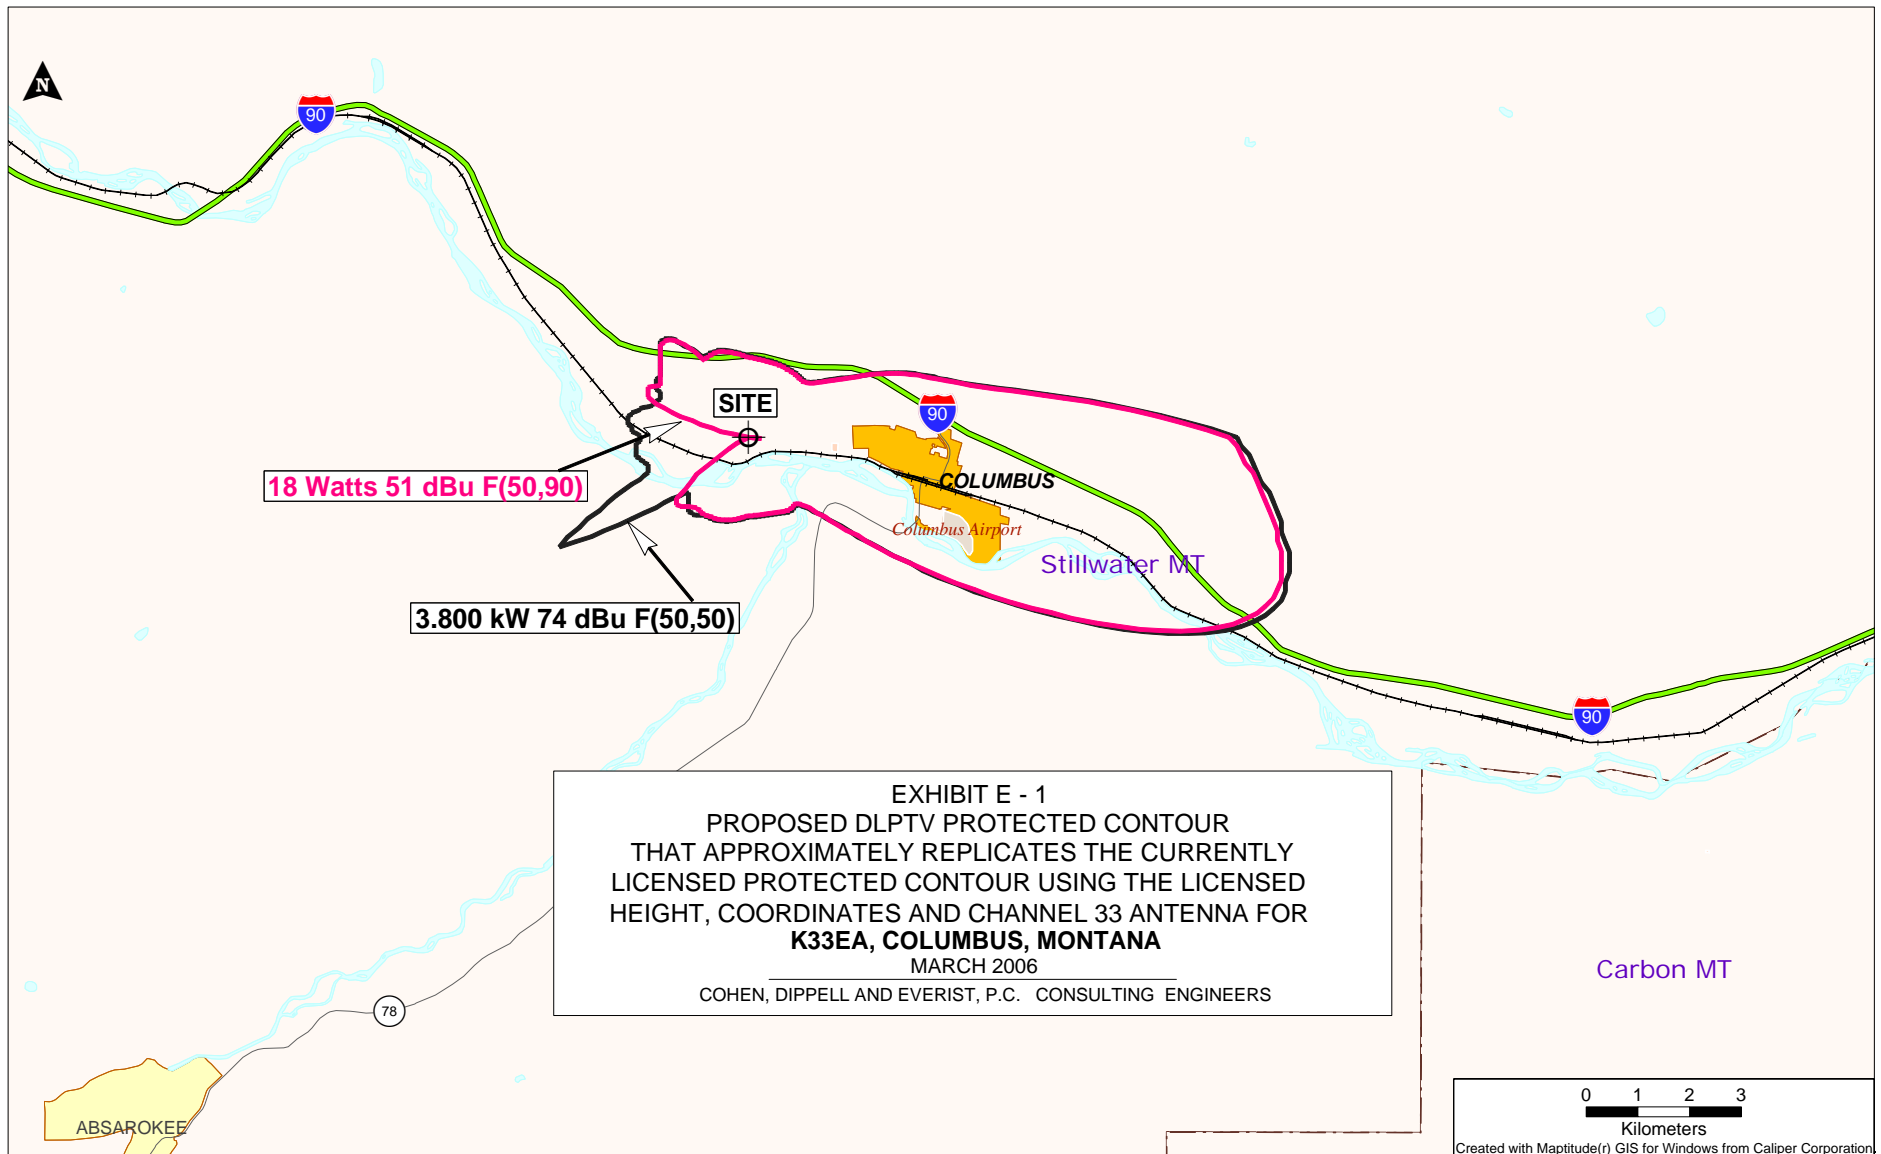 N
90
SITE
90
18 Watts 51 dBu F(50,90)
COLUMBUS
Columbus Airport
Stillwater MT
3.800 kW 74 dBu F(50,50)
90
EXHIBIT E - 1
PROPOSED DLPTV PROTECTED CONTOUR
THAT APPROXIMATELY REPLICATES THE CURRENTLY
LICENSED PROTECTED CONTOUR USING THE LICENSED
HEIGHT, COORDINATES AND CHANNEL 33 ANTENNA FOR
K33EA, COLUMBUS, MONTANA
MARCH 2006
COHEN, DIPPELL AND EVERIST, P.C. CONSULTING ENGINEERS
Carbon MT
78
ABSAROKEE
0 1 2 3
Kilometers
Created with Maptitude(r) GIS for Windows from Caliper Corporation